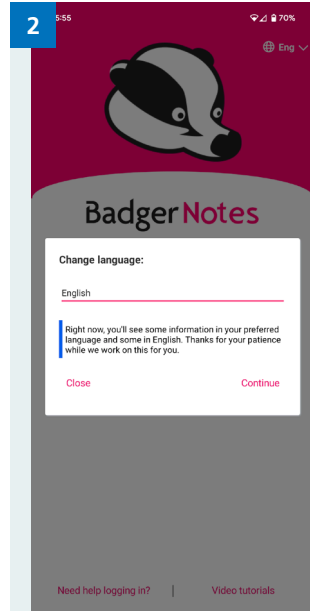 2
5:55
70%
Eng
Badger Notes
Change language:
English
Right now, you'll see some information in your preferred
language and some in English. Thanks for your patience
while we work on this for you.
Close Continue
Need help logging in? | Video tutorials